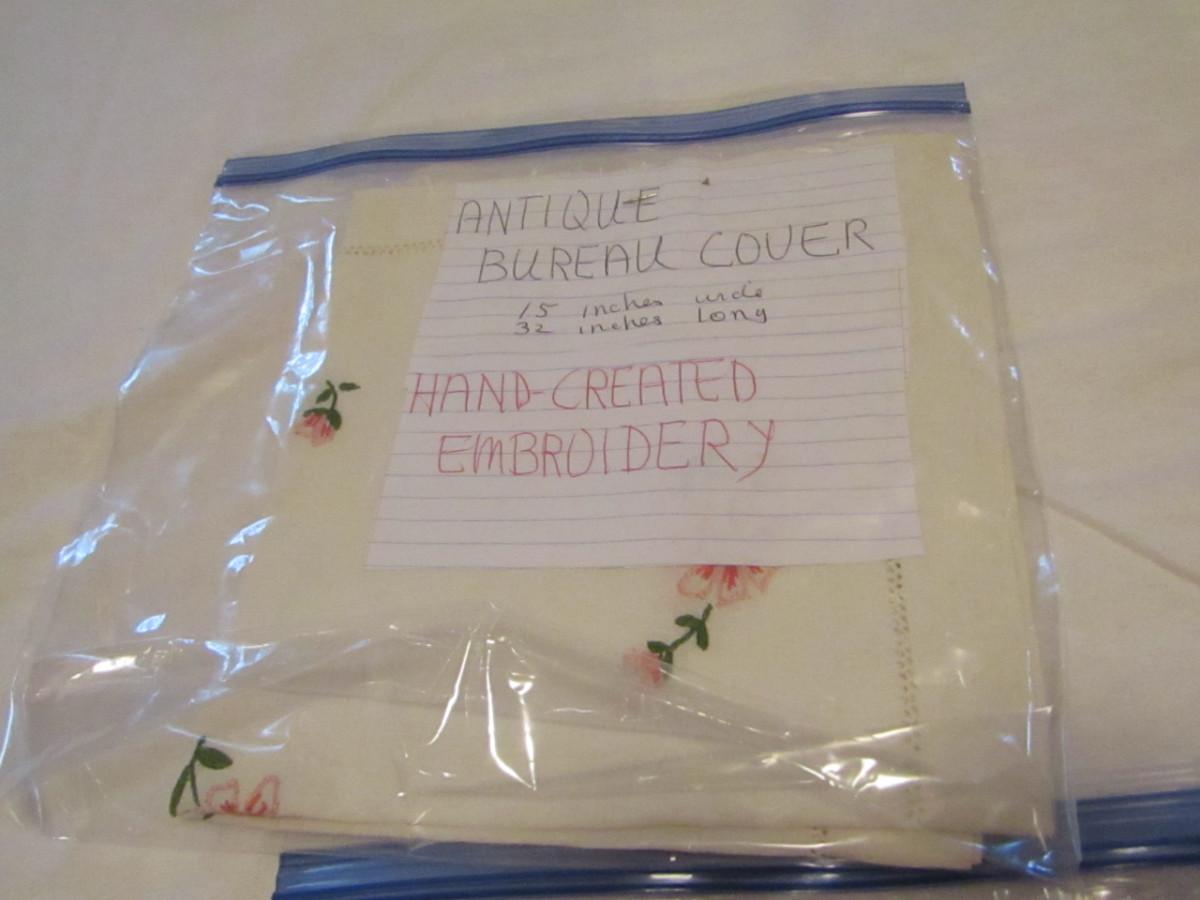 ANTIQUE
BUREAU COVER
15 inches wide
32 inches long
HAND-CREATED
EMBROIDERY